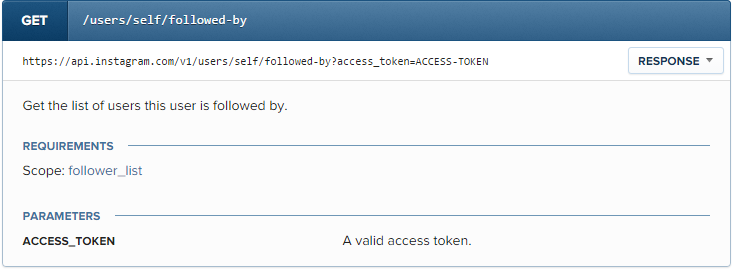 GET /users/self/followed-by
https://api.instagram.com/v1/users/self/followed-by?access_token=ACCESS-TOKEN RESPONSE
Get the list of users this user is followed by.
REQUIREMENTS
Scope: follower_list
PARAMETERS
ACCESS_TOKEN A valid access token.